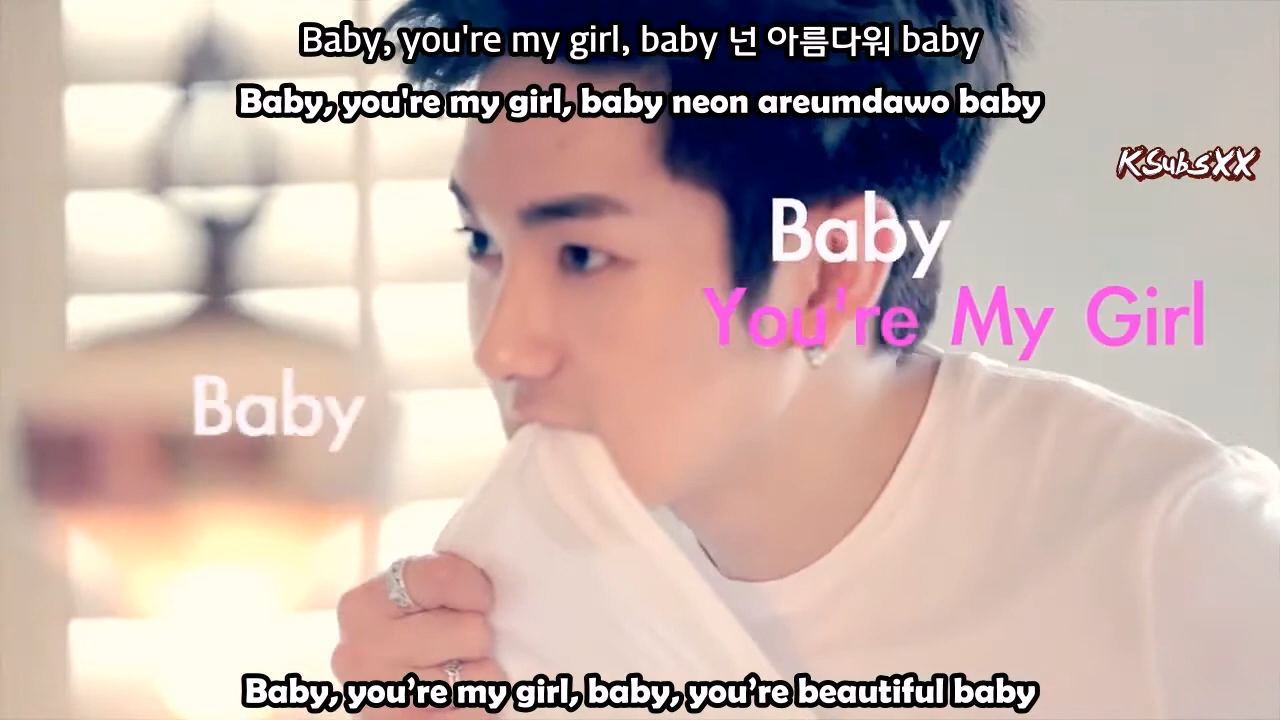 Baby, you're my girl, baby 넌 아름다워 baby
Baby, you're my girl, baby neon areumdawo baby
KSubsXX
Baby
You're My Girl
Baby
Baby, you’re my girl, baby, you’re beautiful baby